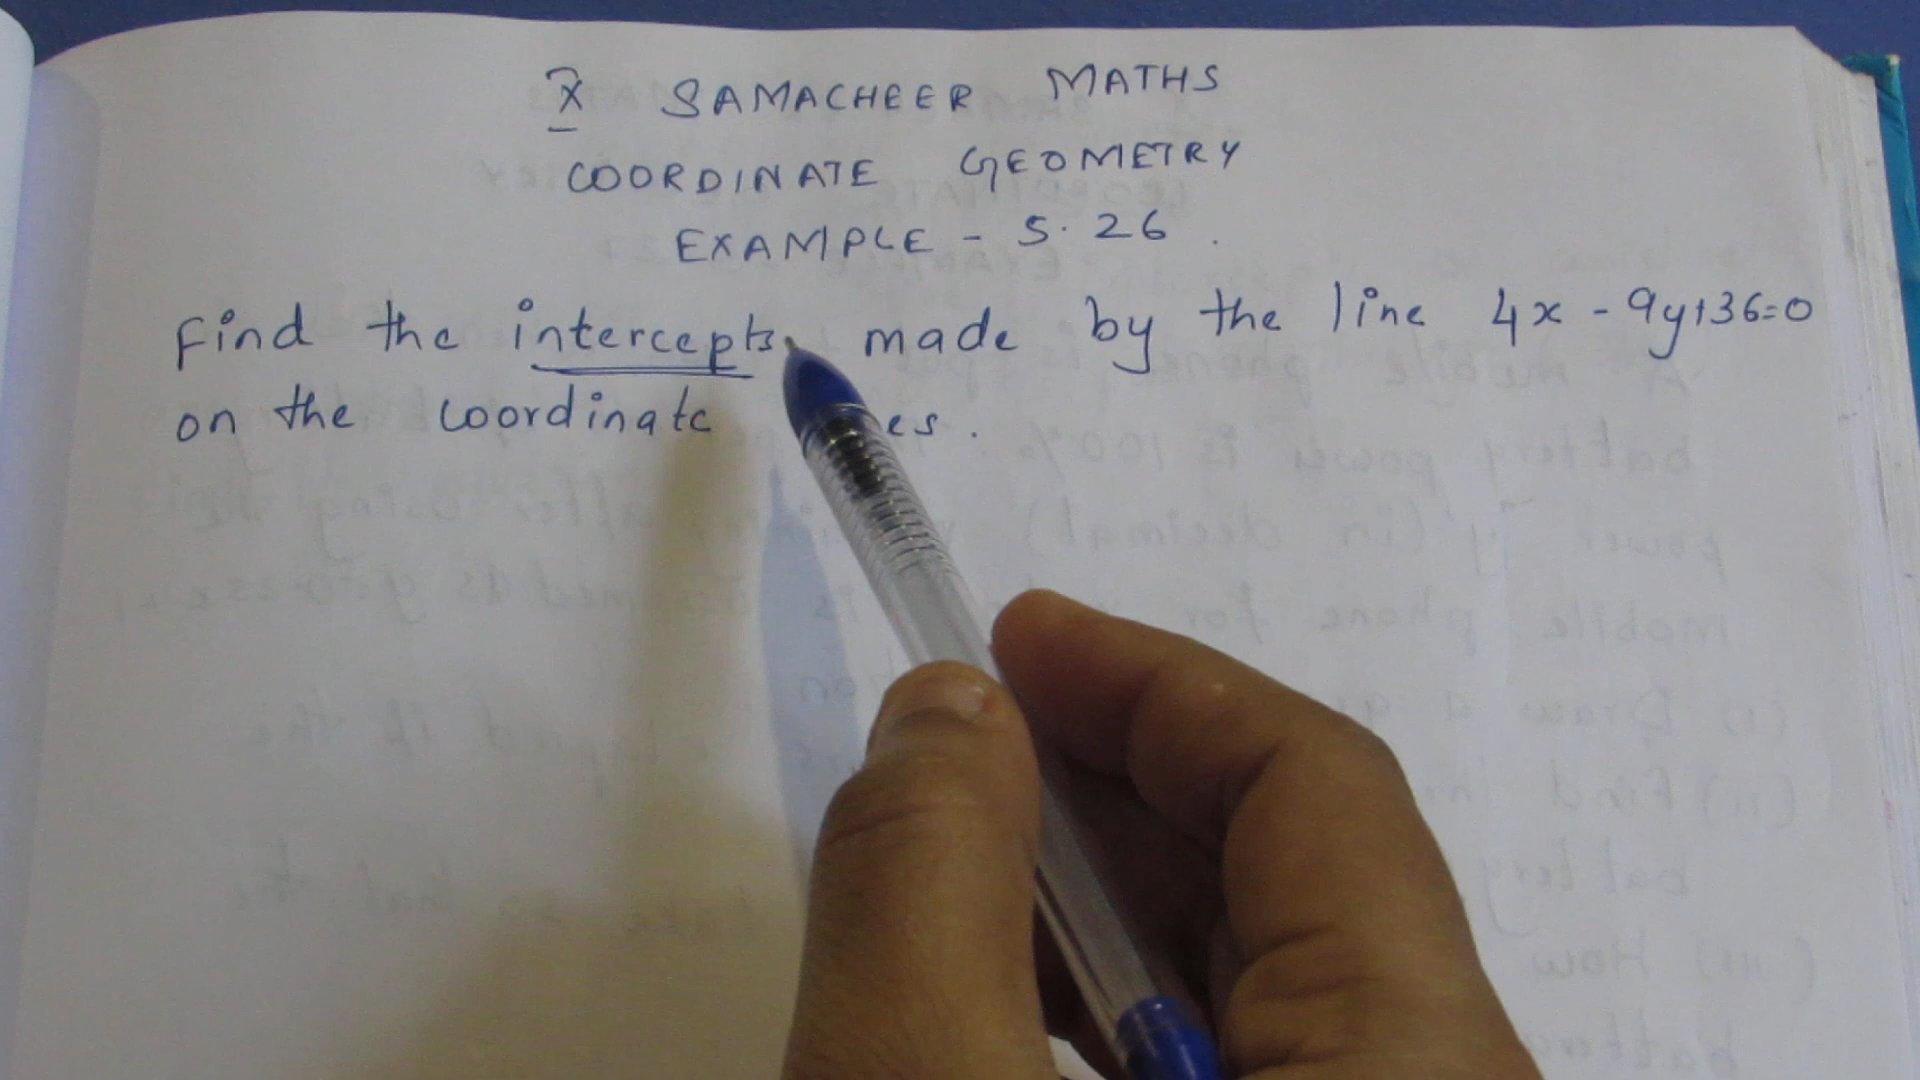 X SAMACHEER MATHS
COORDINATE GEOMETRY
EXAMPLE - 5.26.
Find the intercepts made by the line 4x - 9y+36=0
on the coordinate es.